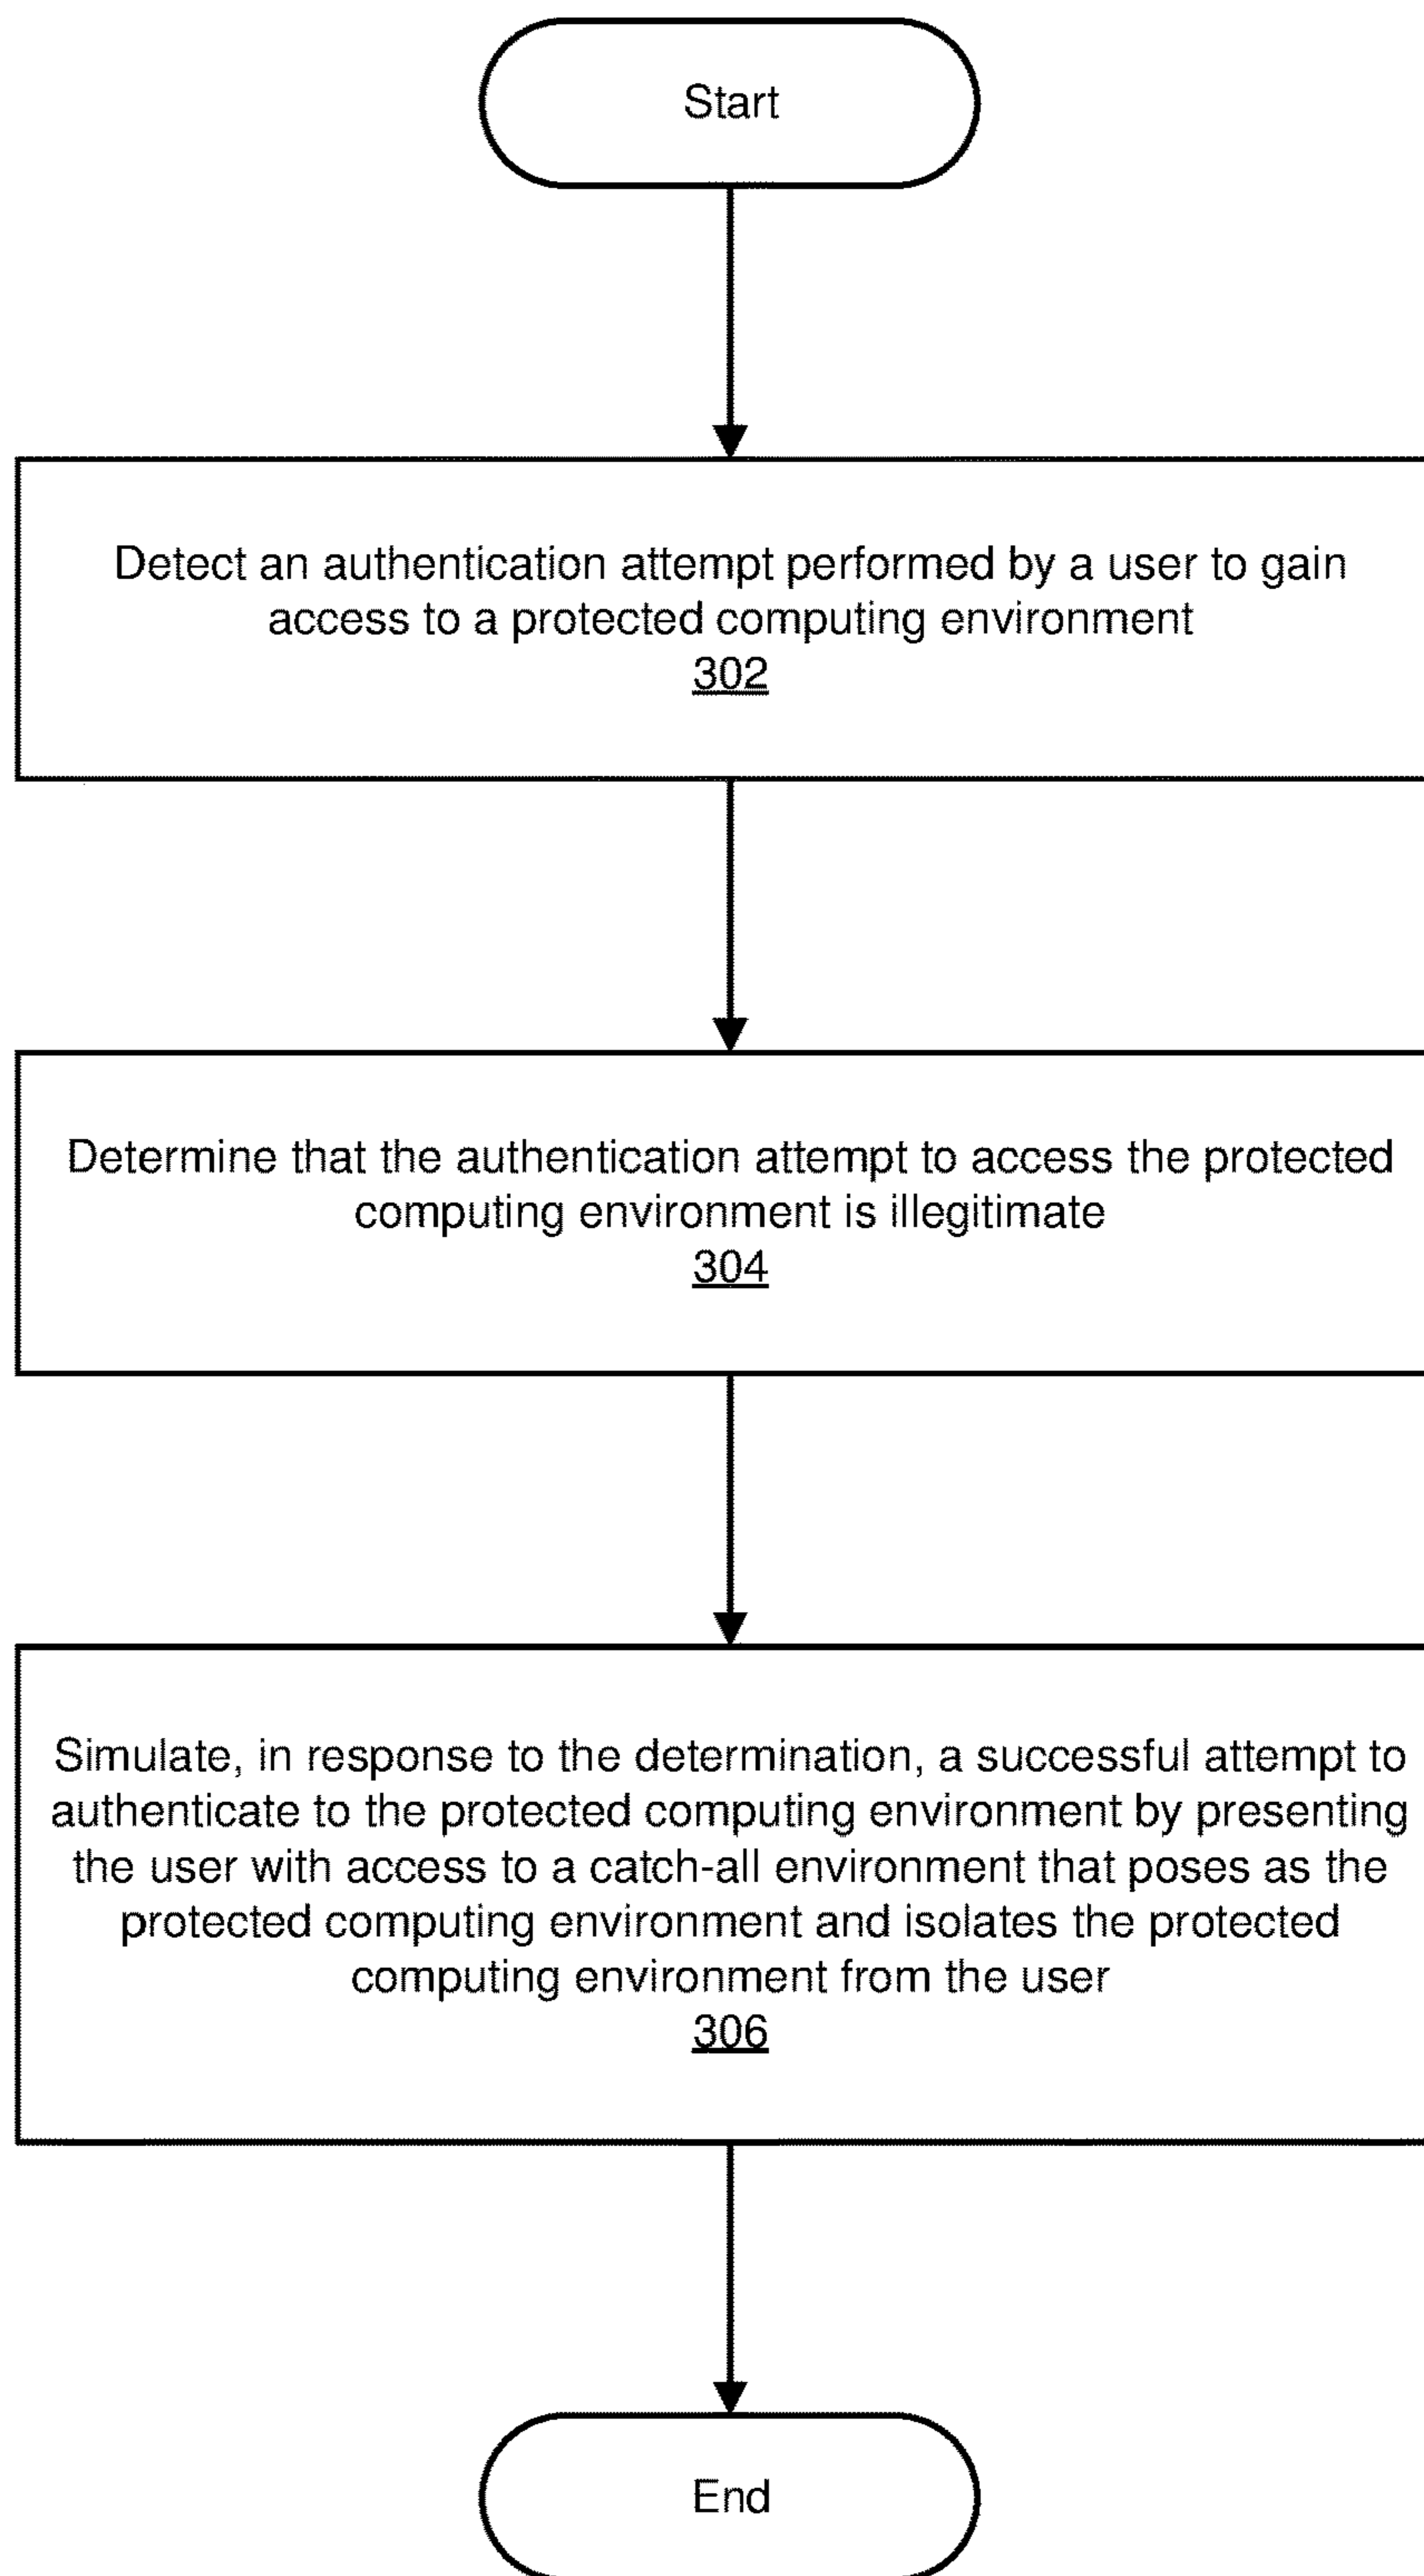 Start
Detect an authentication attempt performed by a user to gain
access to a protected computing environment
302
Determine that the authentication attempt to access the protected
computing environment is illegitimate
304
Simulate, in response to the determination, a successful attempt to
authenticate to the protected computing environment by presenting
the user with access to a catch-all environment that poses as the
protected computing environment and isolates the protected
computing environment from the user
306
End